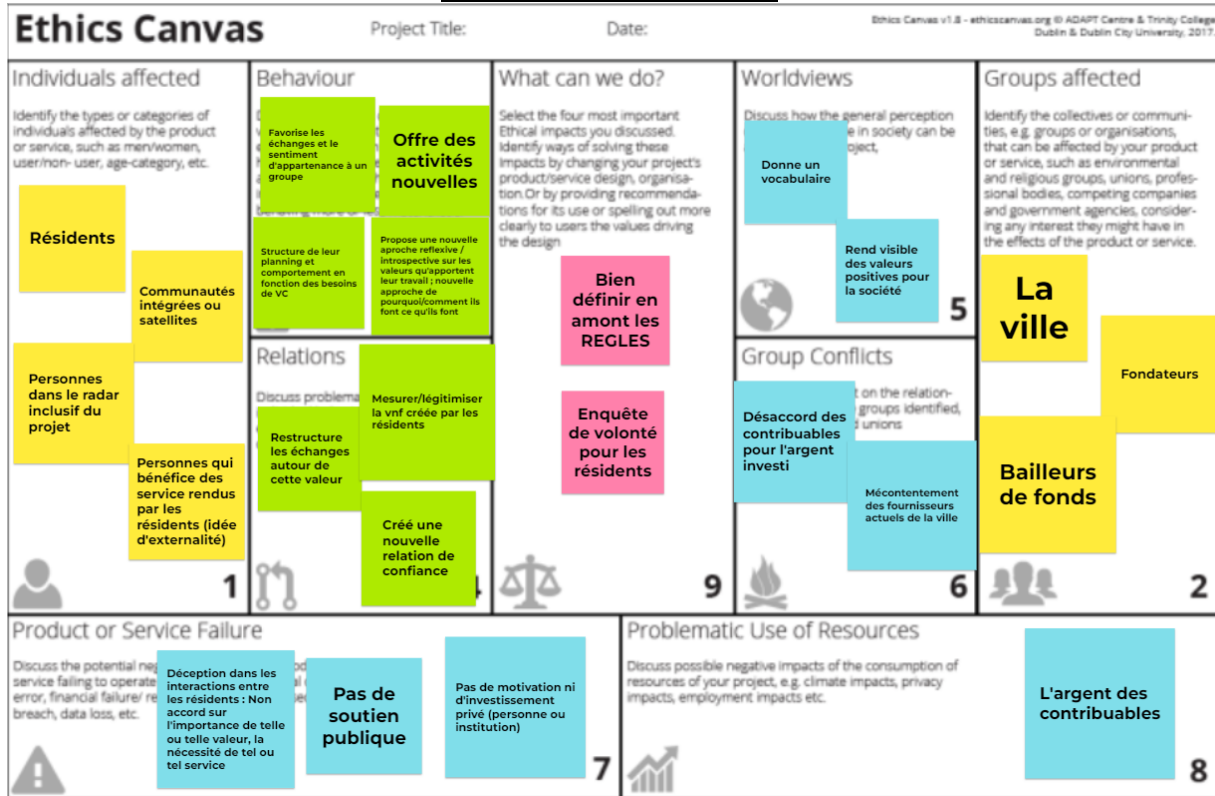 Ethics Canvas
Project Title:
Date:
Ethics Canvas v1.8 - ethicscanvas.org © ADAPT Centre & Trinity College
Dublin & Dublin City University, 2017.
Individuals affected
Identify the types or categories of
individuals affected by the product
or service, such as men/women,
user/non- user, age-category, etc.
Résidents
Communautés
intégrées ou
satellites
Personnes
dans le radar
inclusif du
projet
Personnes qui
bénéfice des
service rendus
par les
résidents (idée
d'externalité)
1
Behaviour
Favorise les
échanges et le
sentiment
d'appartenance à un
groupe
Offre des
activités
nouvelles
Structure de leur
planning et
comportement en
fonction des besoins
de VC
Propose une nouvelle
aproche reflexive /
introspective sur les
valeurs qu'apportent
leur travail ; nouvelle
approche de
pourquoi/comment ils
font ce qu'ils font
Relations
Discuss problema
Mesurer/légitimiser
la vnf créée par les
résidents
Restructure
les échanges
autour de
cette valeur
Créé une
nouvelle
relation de
confiance
What can we do?
Select the four most important
Ethical impacts you discussed.
Identify ways of solving these
Impacts by changing your project's
product/service design, organisa-
tion.Or by providing recommenda-
tions for its use or spelling out more
clearly to users the values driving
the design
Bien
définir en
amont les
REGLES
Enquête
de volonté
pour les
résidents
9
Worldviews
Discuss how the general perception
e in society can be
oject,
Donne un
vocabulaire
Rend visible
des valeurs
positives pour
la société
5
Group Conflicts
t on the relation-
groups identified,
d unions
Désaccord des
contribuables
pour l'argent
investi
Mécontentement
des fournisseurs
actuels de la ville
6
Groups affected
Identify the collectives or communi-
ties, e.g. groups or organisations,
that can be affected by your product
or service, such as environmental
and religious groups, unions, profes-
sional bodies, competing companies
and government agencies, consider-
ing any interest they might have in
the effects of the product or service.
La
ville
Fondateurs
Bailleurs
de fonds
2
Product or Service Failure
Discuss the potential neg
service failing to operate
error, financial failure/ re
breach, data loss, etc.
Déception dans les
interactions entre
les résidents : Non
accord sur
l'importance de telle
ou telle valeur, la
nécessité de tel ou
tel service
Pas de
soutien
publique
Pas de motivation ni
d'investissement
privé (personne ou
institution)
7
Problematic Use of Resources
Discuss possible negative impacts of the consumption of
resources of your project, e.g. climate impacts, privacy
impacts, employment impacts etc.
L'argent des
contribuables
8